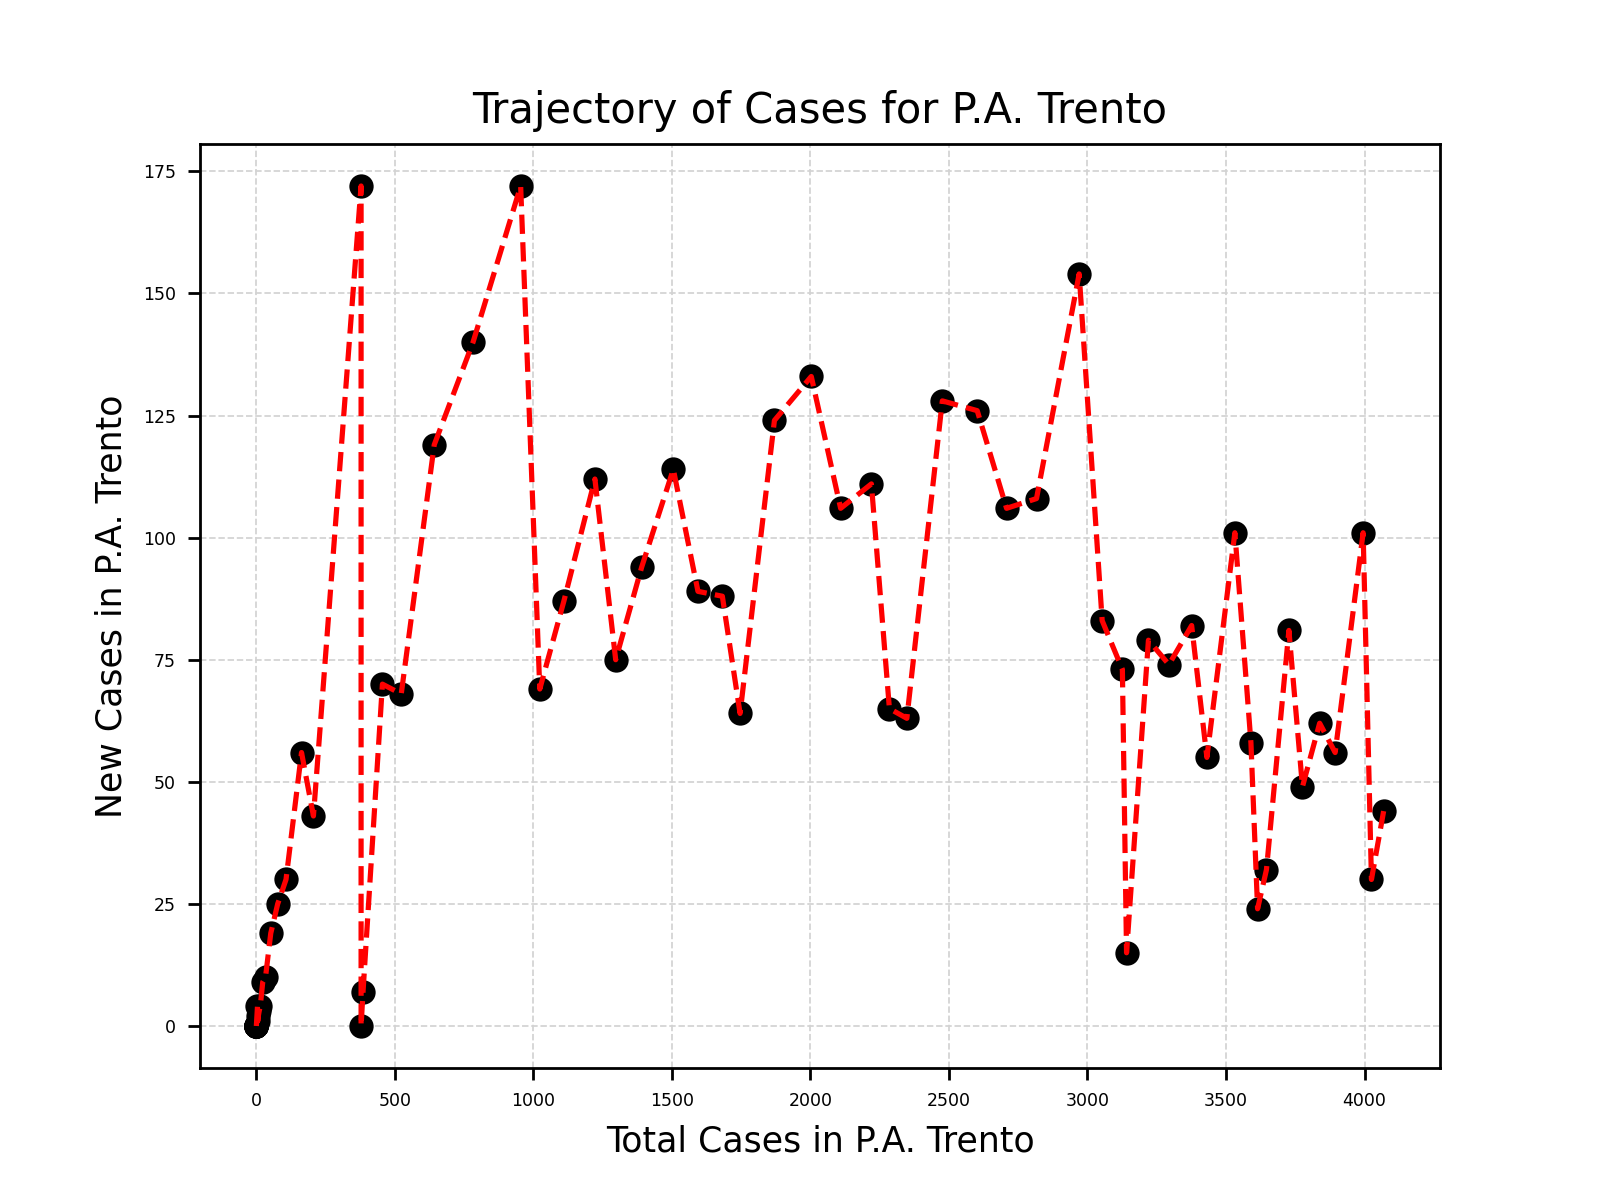 Trajectory of Cases for P.A. Trento
New Cases in P.A. Trento
175
150
125
100
75
50
25
0
0 500 1000 1500 2000 2500 3000 3500 4000
Total Cases in P.A. Trento